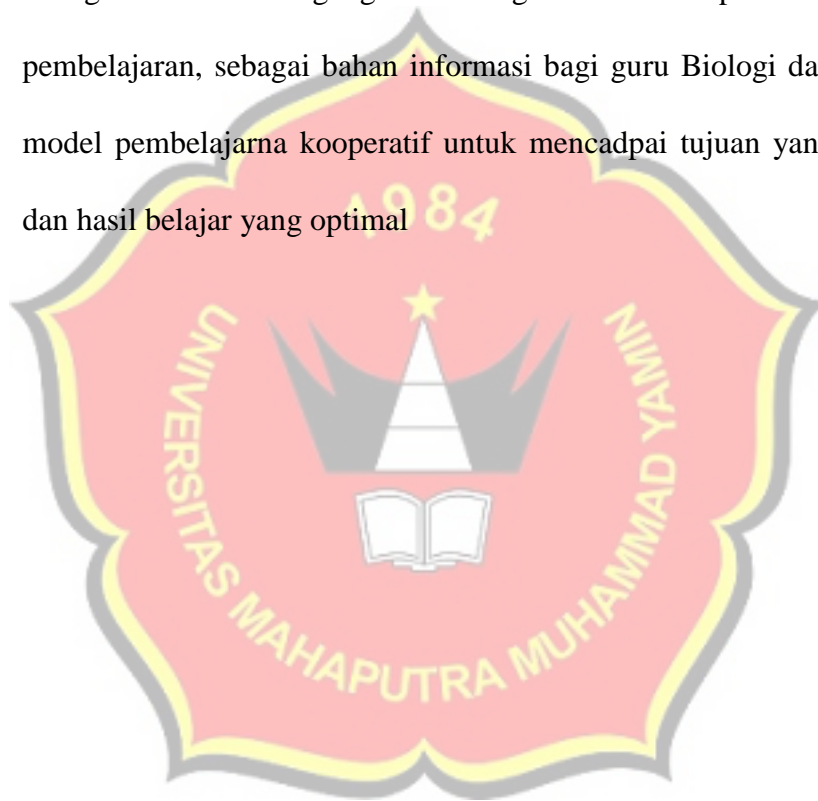 pembelajaran, sebagai bahan informasi bagi guru Biologi da
model pembelajarna kooperatif untuk mencadpai tujuan yan
dan hasil belajar yang optimal
1984
UNIVERSITAS MAHAPUTRA MUHAMMAD YAMIN